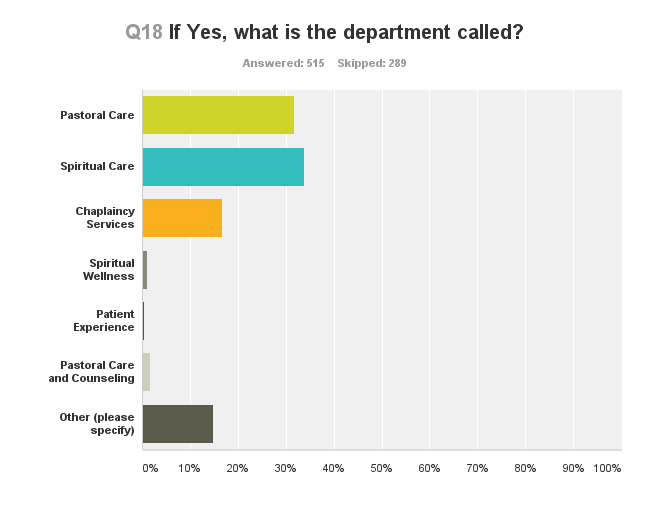 Q18 If Yes, what is the department called?
Answered: 515 Skipped: 289
Pastoral Care
Spiritual Care
Chaplaincy
Services
Spiritual
Wellness
Patient
Experience
Pastoral Care
and Counseling
Other (please
specify)
0% 10% 20% 30% 40% 50% 60% 70% 80% 90% 100%